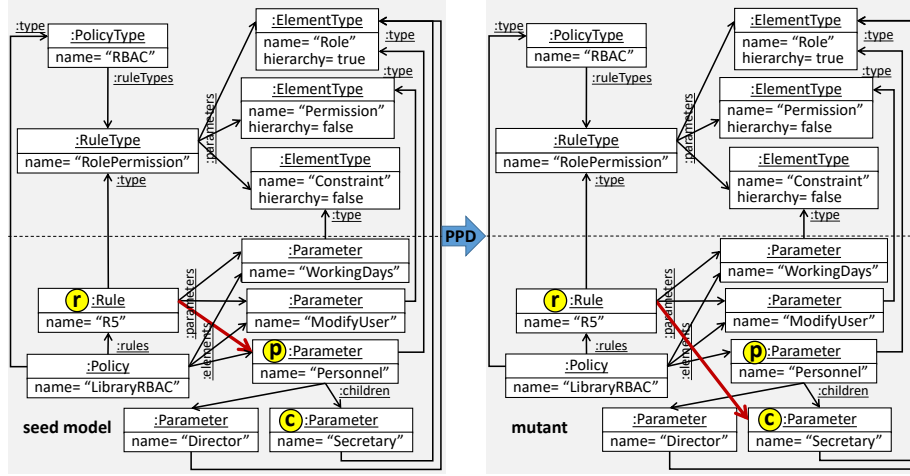 :type
:PolicyType
name= "RBAC"
:ruleTypes
:ElementType
name= "Role"
hierarchy= true
:type
:type
:ElementType
name= "Permission"
hierarchy= false
:parameters
:RuleType
name= "RolePermission"
:type
:ElementType
name= "Constraint"
hierarchy= false
:type
:Parameter
name= "WorkingDays"
:parameters
r :Rule
name= "R5"
:Parameter
name= "ModifyUser"
:rules
:elements
p :Parameter
name= "Personnel"
:Policy
name= "LibraryRBAC"
:children
:Parameter
name= "Director"
c :Parameter
name= "Secretary"
seed model
PPD
:type
:PolicyType
name= "RBAC"
:ruleTypes
:ElementType
name= "Role"
hierarchy= true
:type
:type
:ElementType
name= "Permission"
hierarchy= false
:parameters
:RuleType
name= "RolePermission"
:type
:ElementType
name= "Constraint"
hierarchy= false
:type
:Parameter
name= "WorkingDays"
:parameters
r :Rule
name= "R5"
:Parameter
name= "ModifyUser"
:rules
:elements
p :Parameter
name= "Personnel"
:Policy
name= "LibraryRBAC"
:children
:Parameter
name= "Director"
c :Parameter
name= "Secretary"
mutant